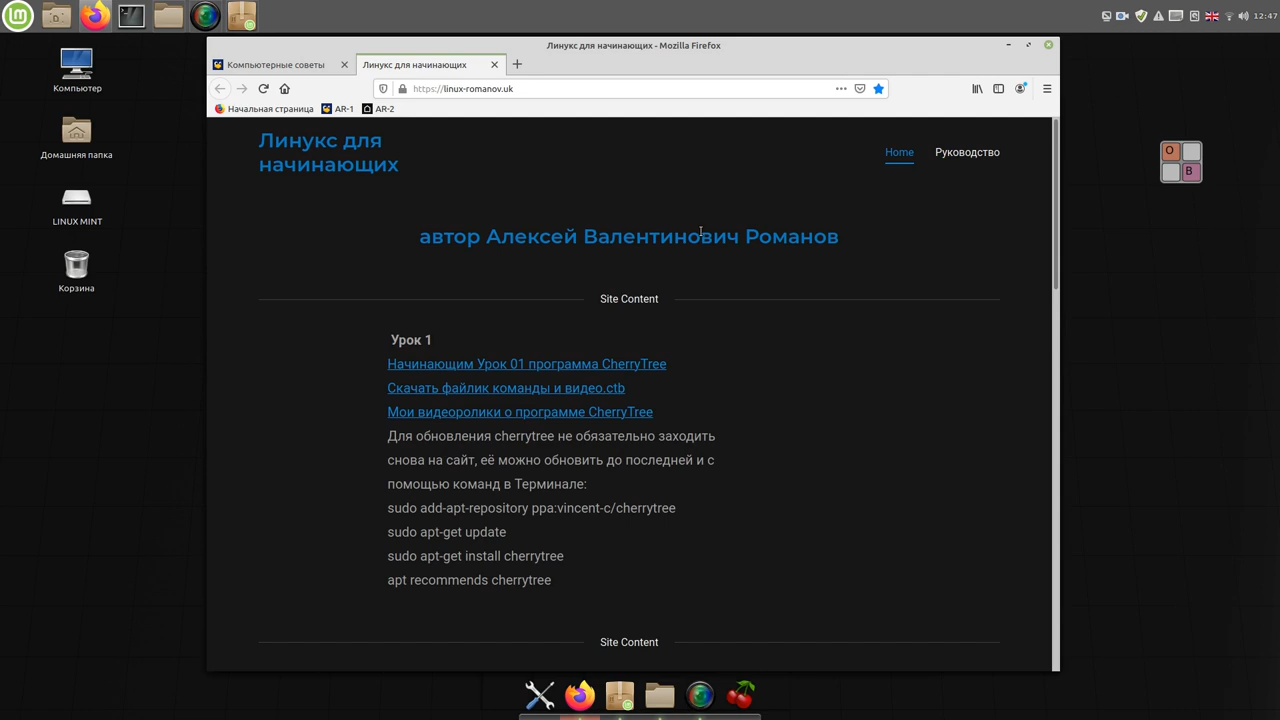 12:47
Компьютер
Домашняя папка
LINUX MINT
Корзина
Линукс для начинающих - Mozilla Firefox
Компьютерные советы
Линукс для начинающих
https://linux-romanov.uk
Начальная страница
AR-1
AR-2
Линукс для
начинающих
Home
Руководство
автор Алексей Валентинович Романов
Site Content
Урок 1
Начинающим Урок 01 программа CherryTree
Скачать файлик команды и видео.ctb
Мои видеоролики о программе CherryTree
Для обновления cherrytree не обязательно заходить
снова на сайт, её можно обновить до последней и с
помощью команд в Терминале:
sudo add-apt-repository ppa:vincent-c/cherrytree
sudo apt-get update
sudo apt-get install cherrytree
apt recommends cherrytree
Site Content
O
B